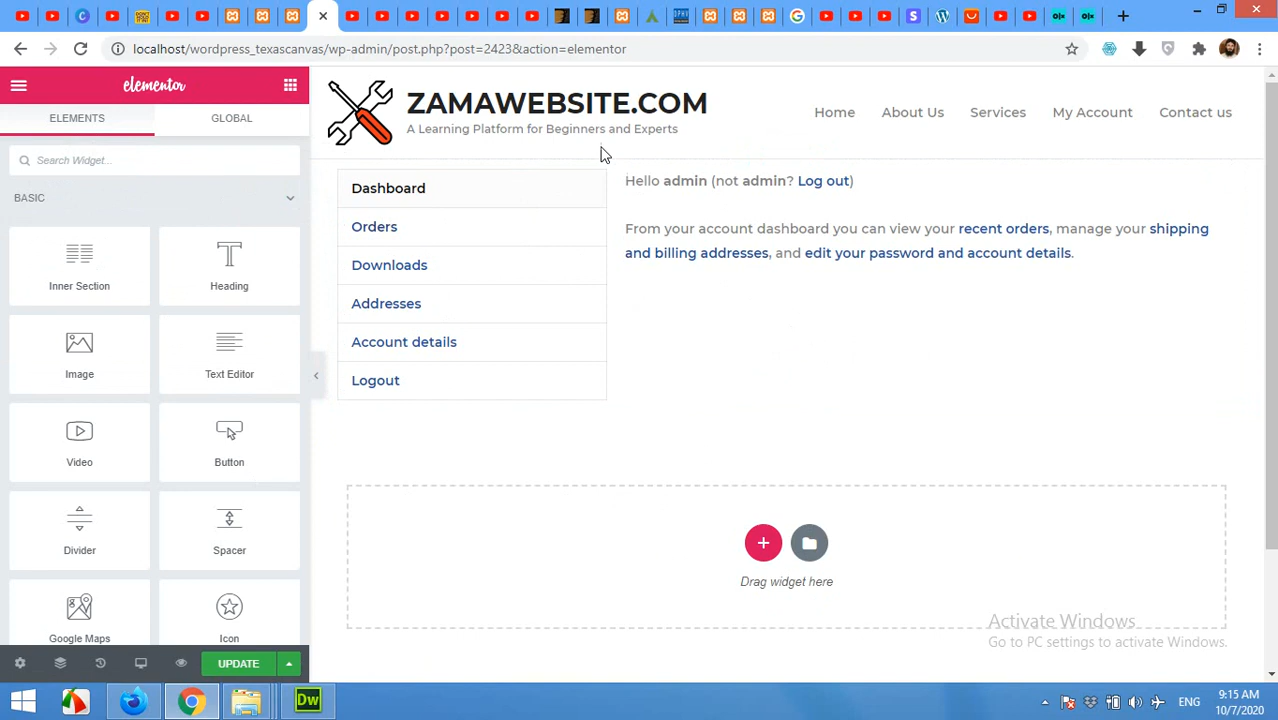 localhost/wordpress_texascanvas/wp-admin/post.php?post=2423&action=elementor
elementor
ELEMENTS
GLOBAL
Search Widget...
BASIC
Inner Section
Heading
Image
Text Editor
Video
Button
Divider
Spacer
Google Maps
Icon
UPDATE
ZAMAWEBSITE.COM
A Learning Platform for Beginners and Experts
Home
About Us
Services
My Account
Contact us
Dashboard
Orders
Downloads
Addresses
Account details
Logout
Hello admin (not admin? Log out)
From your account dashboard you can view your recent orders, manage your shipping
and billing addresses, and edit your password and account details.
Drag widget here
Activate Windows
Go to PC settings to activate Windows.
Dw
ENG
9:15 AM
10/7/2020